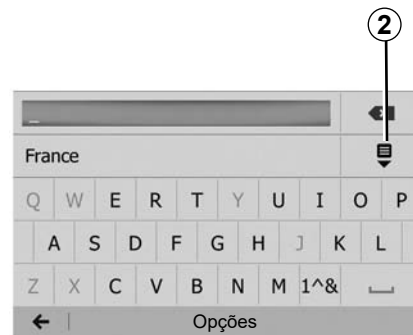 2
_
France
Q W E R T Y U I O P
A S D F G H J K L
Z X C V B N M 1^&
Opções